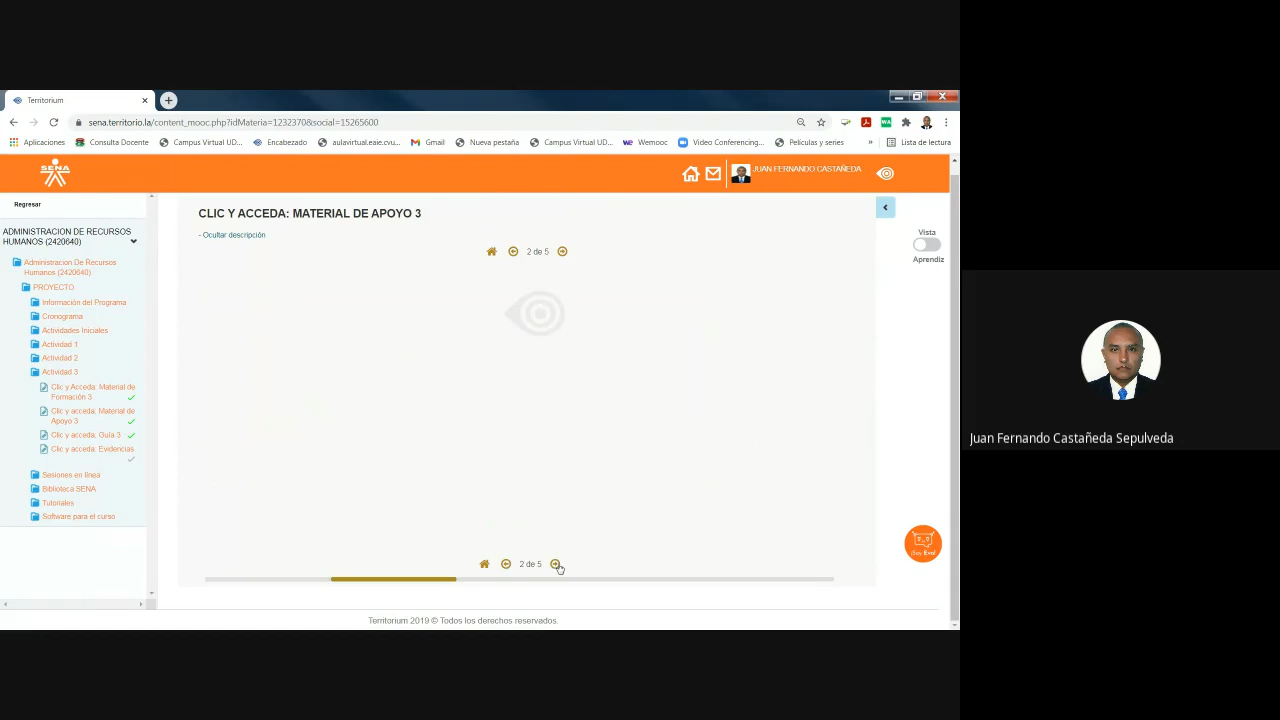 Territorium
sena.territorio.la/content_mooc.php?idMateria=1232370&social=15265600
Aplicaciones Consulta Docente Campus Virtual UD... Encabezado aulavirtual.eaie.cvu... Gmail Nueva pestaña Campus Virtual UD... Wemooc Video Conferencing... Películas y series » Lista de lectura
SENA
JUAN FERNANDO CASTAÑEDA
Regresar
ADMINISTRACION DE RECURSOS
HUMANOS (2420640)
Administracion De Recursos
Humanos (2420640)
PROYECTO
Información del Programa
Cronograma
Actividades Iniciales
Actividad 1
Actividad 2
Actividad 3
Clic y Acceda: Material de
Formación 3
Clic y acceda: Material de
Apoyo 3
Clic y acceda: Guía 3
Clic y acceda: Evidencias
Sesiones en línea
Biblioteca SENA
Tutoriales
Software para el curso
CLIC Y ACCEDA: MATERIAL DE APOYO 3
- Ocultar descripción
2 de 5
Vista
Aprendiz
¡Soy Eva!
2 de 5
Territorium 2019 © Todos los derechos reservados.
Juan Fernando Castañeda Sepulveda